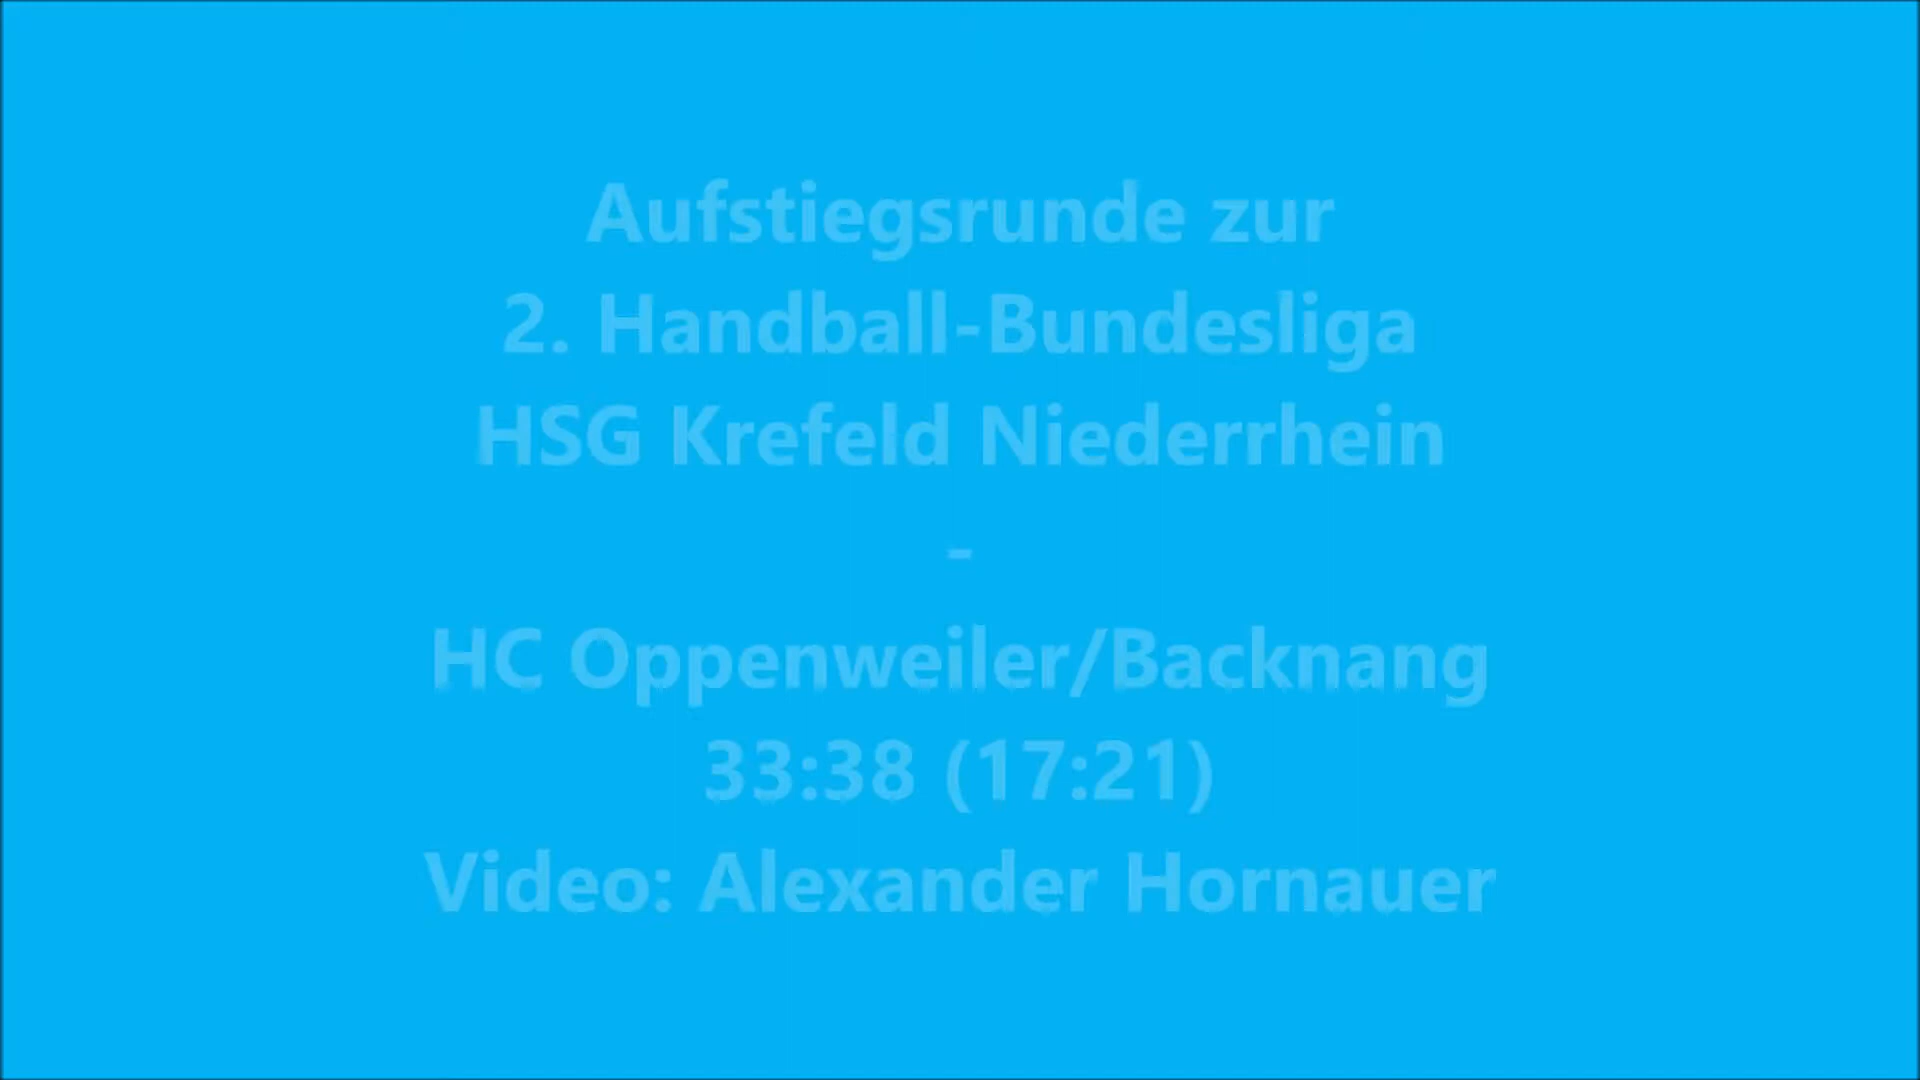 Aufstiegsrunde zur
2. Handball-Bundesliga
HSG Krefeld Niederrhein
-
HC Oppenweiler/Backnang
33:38 (17:21)
Video: Alexander Hornauer